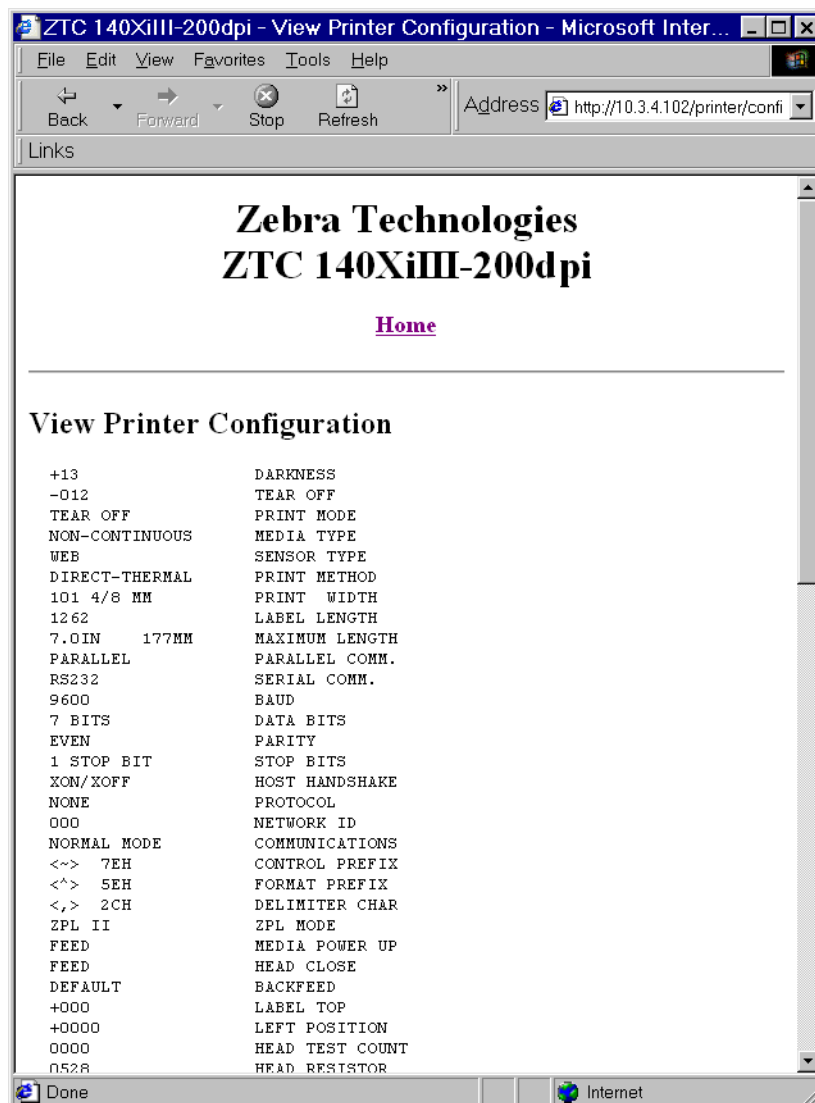 ZTC 140XiIII-200dpi - View Printer Configuration - Microsoft Inter...
File Edit View Favorites Tools Help
Back Forward Stop Refresh » Address http://10.3.4.102/printer/confi
Links
Zebra Technologies
ZTC 140XiIII-200dpi
Home
View Printer Configuration
+13 DARKNESS
-012 TEAR OFF
TEAR OFF PRINT MODE
NON-CONTINUOUS MEDIA TYPE
WEB SENSOR TYPE
DIRECT-THERMAL PRINT METHOD
101 4/8 MM PRINT WIDTH
1262 LABEL LENGTH
7.0IN 177MM MAXIMUM LENGTH
PARALLEL PARALLEL COMM.
RS232 SERIAL COMM.
9600 BAUD
7 BITS DATA BITS
EVEN PARITY
1 STOP BIT STOP BITS
XON/XOFF HOST HANDSHAKE
NONE PROTOCOL
000 NETWORK ID
NORMAL MODE COMMUNICATIONS
<~> 7EH CONTROL PREFIX
<^> 5EH FORMAT PREFIX
<,> 2CH DELIMITER CHAR
ZPL II ZPL MODE
FEED MEDIA POWER UP
FEED HEAD CLOSE
DEFAULT BACKFEED
+000 LABEL TOP
+0000 LEFT POSITION
0000 HEAD TEST COUNT
0528 HEAD RESISTOR
Done Internet